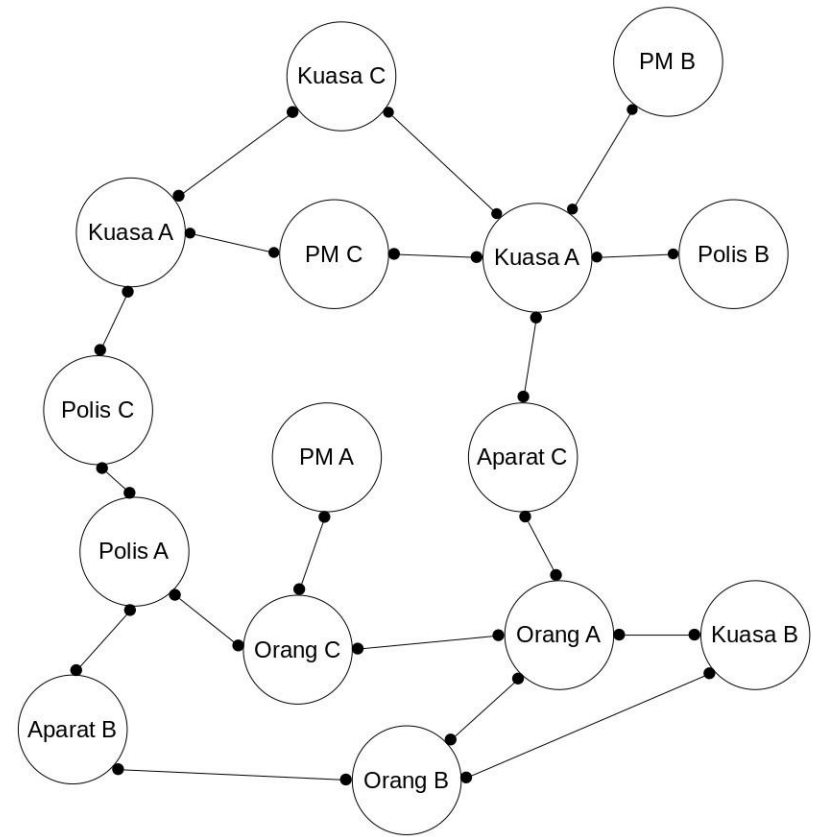 Kuasa C
PM B
Kuasa A
PM C
Kuasa A
Polis B
Polis C
PM A
Aparat C
Polis A
Orang C
Orang A
Kuasa B
Aparat B
Orang B